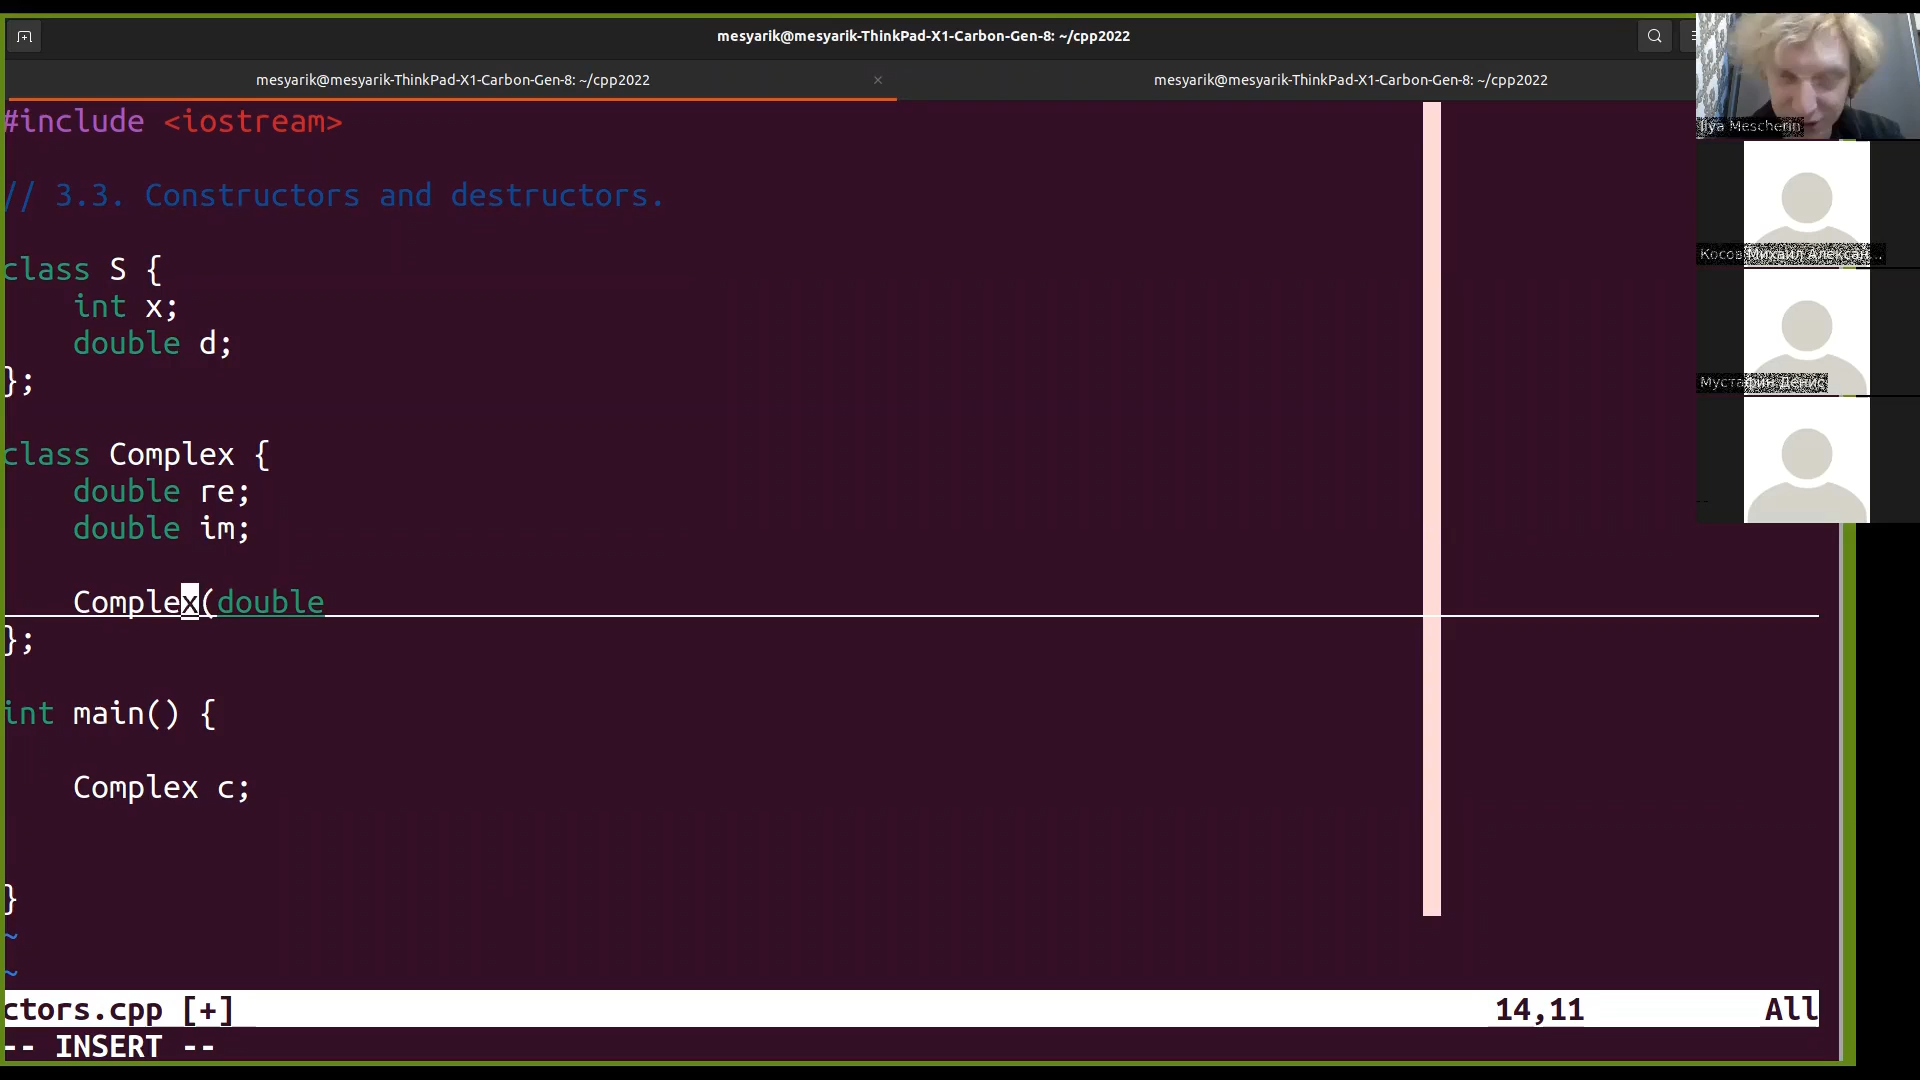 mesyarik@mesyarik-ThinkPad-X1-Carbon-Gen-8: ~/cpp2022
mesyarik@mesyarik-ThinkPad-X1-Carbon-Gen-8: ~/cpp2022
mesyarik@mesyarik-ThinkPad-X1-Carbon-Gen-8: ~/cpp2022
#include <iostream>
// 3.3. Constructors and destructors.
class S {
int x;
double d;
};
class Complex {
double re;
double im;
Complex(double
};
int main() {
Complex c;
}
~
~
ctors.cpp [+] 14,11 All
-- INSERT --
Ilya Mescherin
Косов Михаил Алексан...
Мустафин Денис